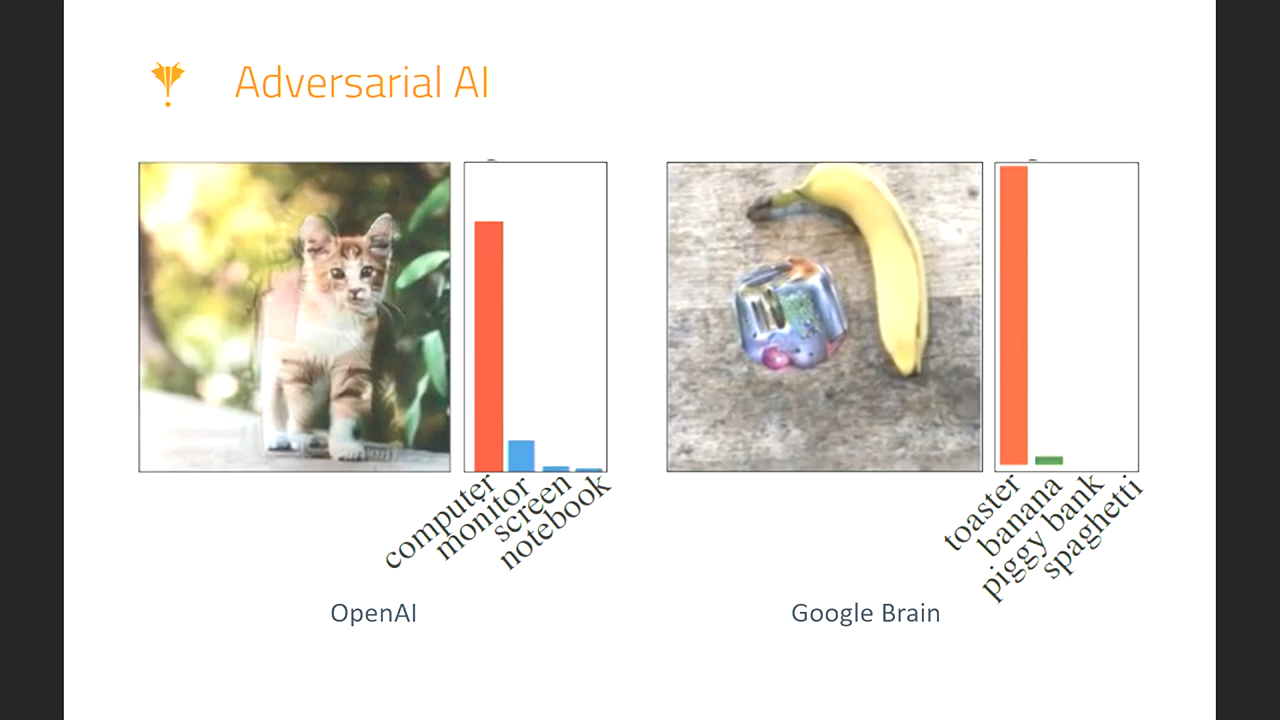 Adversarial AI
computer
monitor
screen
notebook
toaster
banana
piggy bank
spaghetti
OpenAI
Google Brain